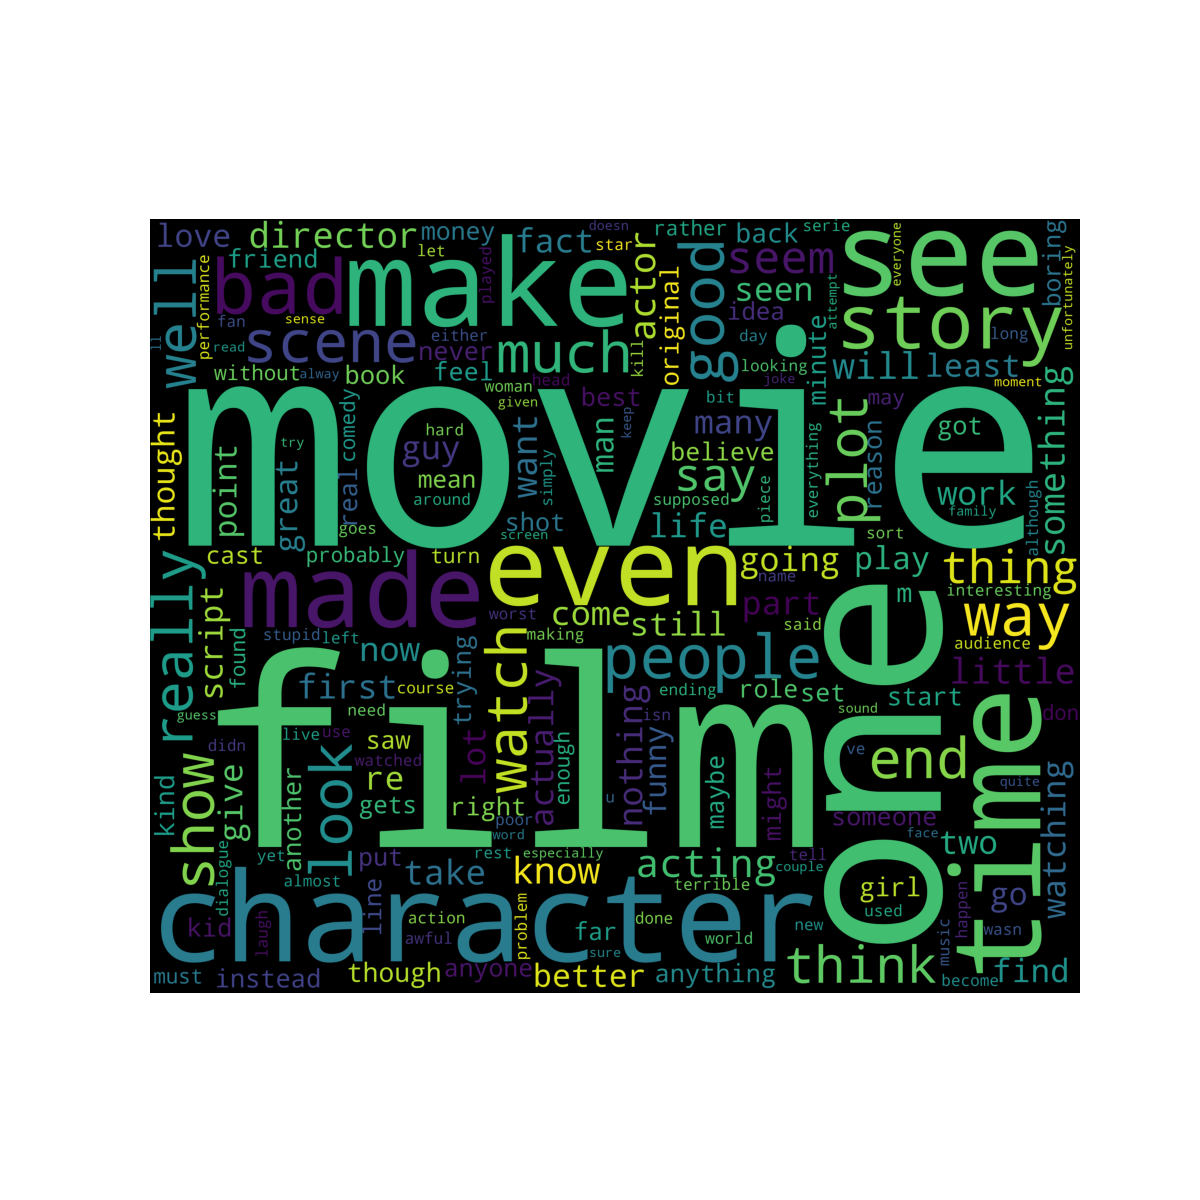 love
director
money
fact
doesn
rather
back
serie
see
everyone
friend
let
star
actor
good
seem
boring
unfortunately
well
performance
bad
make
played
original
seen
attempt
story
fan
sense
scene
never
either
much
kill
idea
day
minute
long
ll
read
without
alway
book
feel
woman
head
best
looking
joke
will
least
moment
given
keep
bit
may
something
movie
thought
try
point
great
real
comedy
guy
hard
mean
around
want
simply
man
many
believe
say
supposed
piece
everything
plot
reason
got
work
family
although
goes
shot
screen
life
sort
cast
probably
turn
even
going
name
play
thing
interesting
really
made
worst
come
still
part
said
m
way
audience
script
found
stupid
left
now
trying
making
watch
people
one
little
guess
first
course
actually
nothing
ending
role
set
start
time
don
film
didn
live
need
use
saw
watched
lot
enough
isn
funny
sound
ve
end
kind
show
give
another
look
re
gets
right
u
maybe
might
someone
quite
watching
yet
poor
word
rest
especially
acting
tell
couple
face
two
dialogue
almost
put
take
know
terrible
girl
go
character
kid
laugh
line
action
awful
problem
far
done
sure
world
new
used
music
happen
wasn
must
instead
though
anyone
better
anything
think
become
find